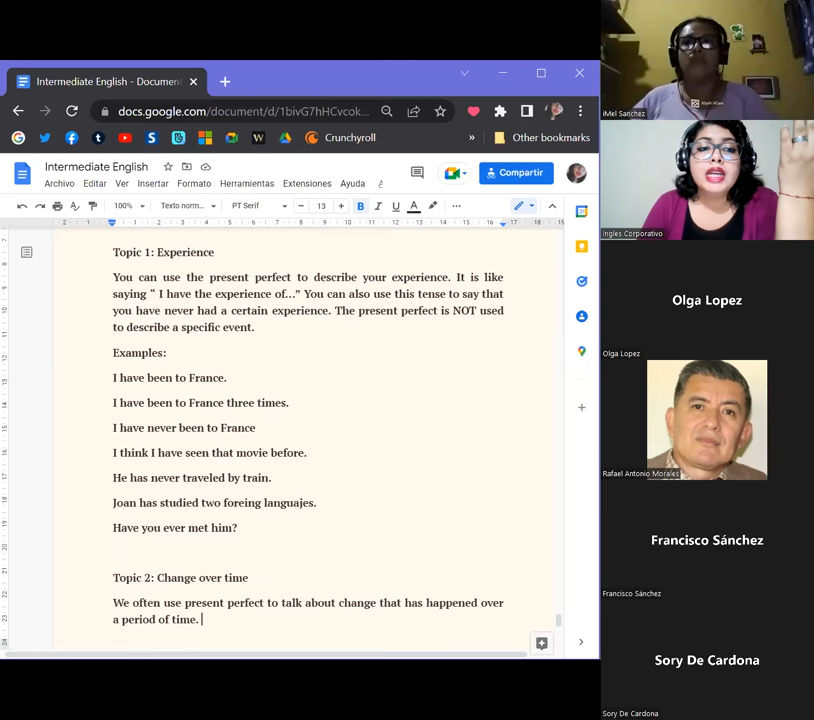 iMel Sanchez
Intermediate English - Documen
docs.google.com/document/d/1bivG7hHCvcok...
Crunchyroll
»
Other bookmarks
Intermediate English
Compartir
Archivo Editar Ver Insertar Formato Herramientas Extensiones Ayuda
100% Texto norm... PT Serif 13 B I U A
Ingles Corporativo
Topic 1: Experience
You can use the present perfect to describe your experience. It is like
saying “ I have the experience of…” You can also use this tense to say that
you have never had a certain experience. The present perfect is NOT used
to describe a specific event.
Examples:
I have been to France.
I have been to France three times.
I have never been to France
I think I have seen that movie before.
He has never traveled by train.
Joan has studied two foreing languajes.
Have you ever met him?
Topic 2: Change over time
We often use present perfect to talk about change that has happened over
a period of time.
Olga Lopez
Olga Lopez
Rafael Antonio Morales
Francisco Sánchez
Francisco Sánchez
Sory De Cardona
Sory De Cardona